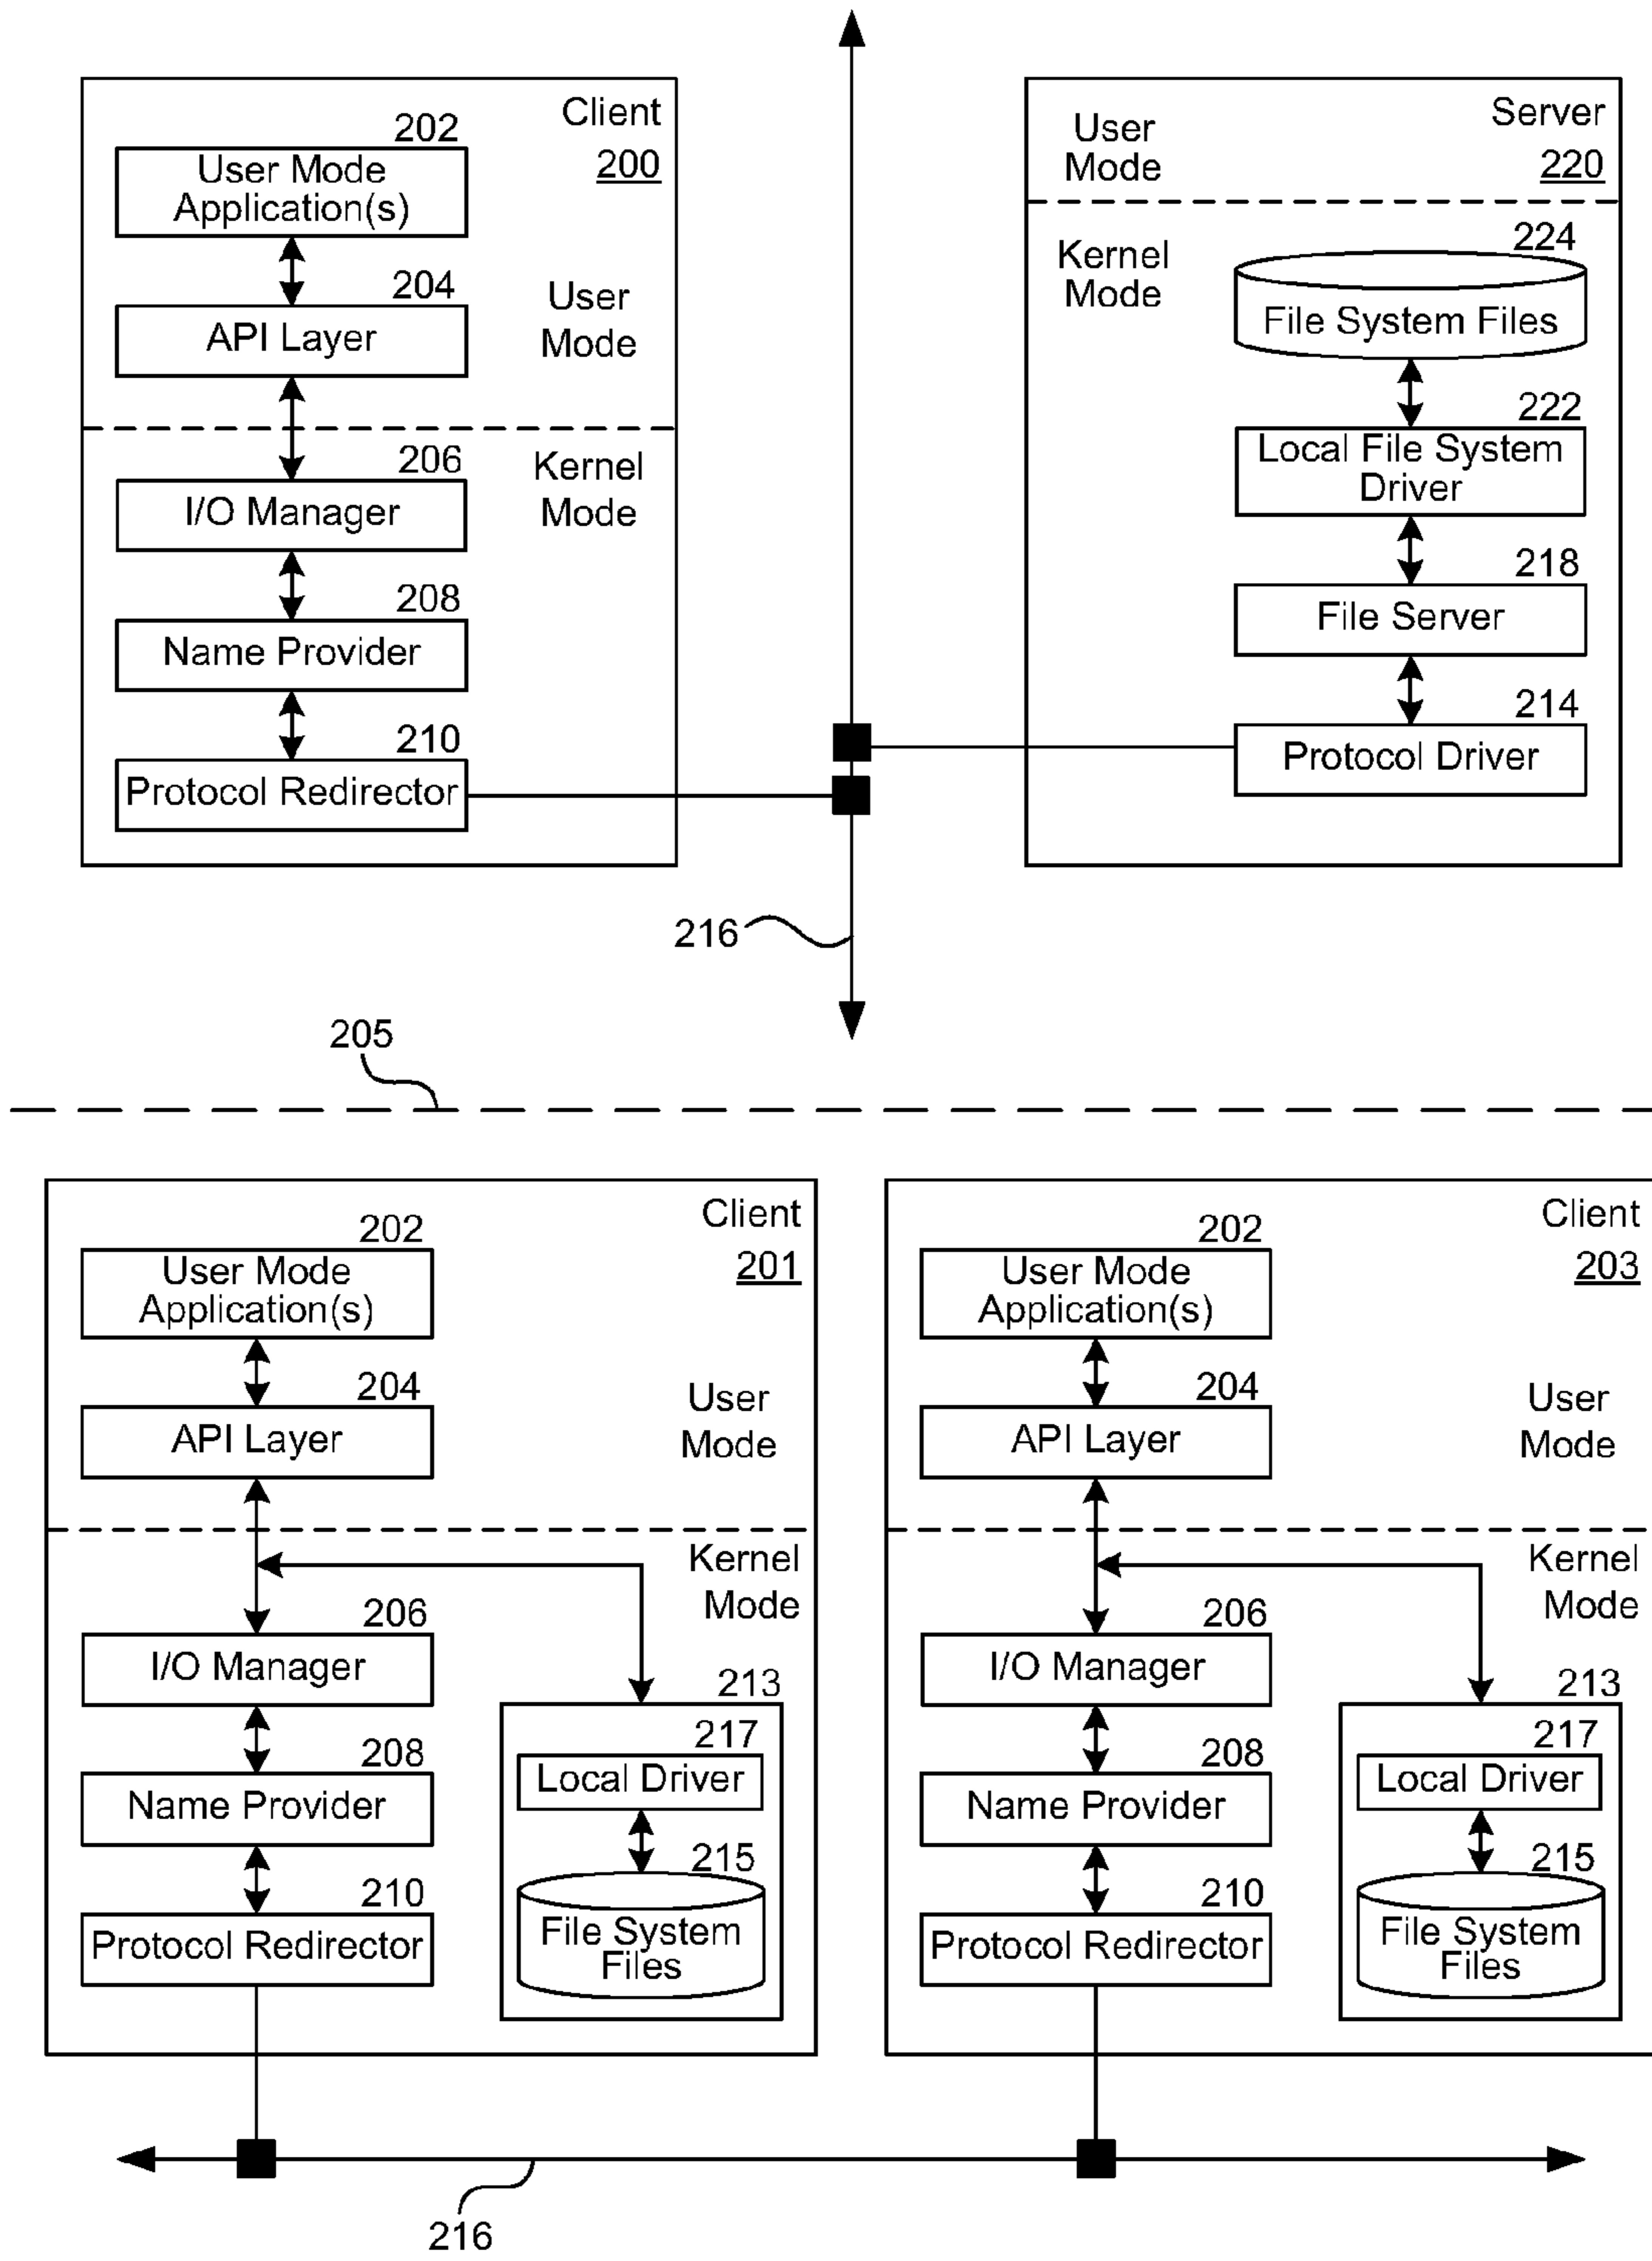 Client
200
202
User Mode
Application(s)
204
API Layer
User
Mode
206
I/O Manager
Kernel
Mode
208
Name Provider
210
Protocol Redirector
Server
220
User
Mode
Kernel
Mode
224
File System Files
222
Local File System
Driver
218
File Server
214
Protocol Driver
216
205
Client
201
202
User Mode
Application(s)
204
API Layer
User
Mode
Kernel
Mode
206
I/O Manager
208
Name Provider
210
Protocol Redirector
213
217
Local Driver
215
File System
Files
Client
203
202
User Mode
Application(s)
204
API Layer
User
Mode
Kernel
Mode
206
I/O Manager
208
Name Provider
210
Protocol Redirector
213
217
Local Driver
215
File System
Files
216